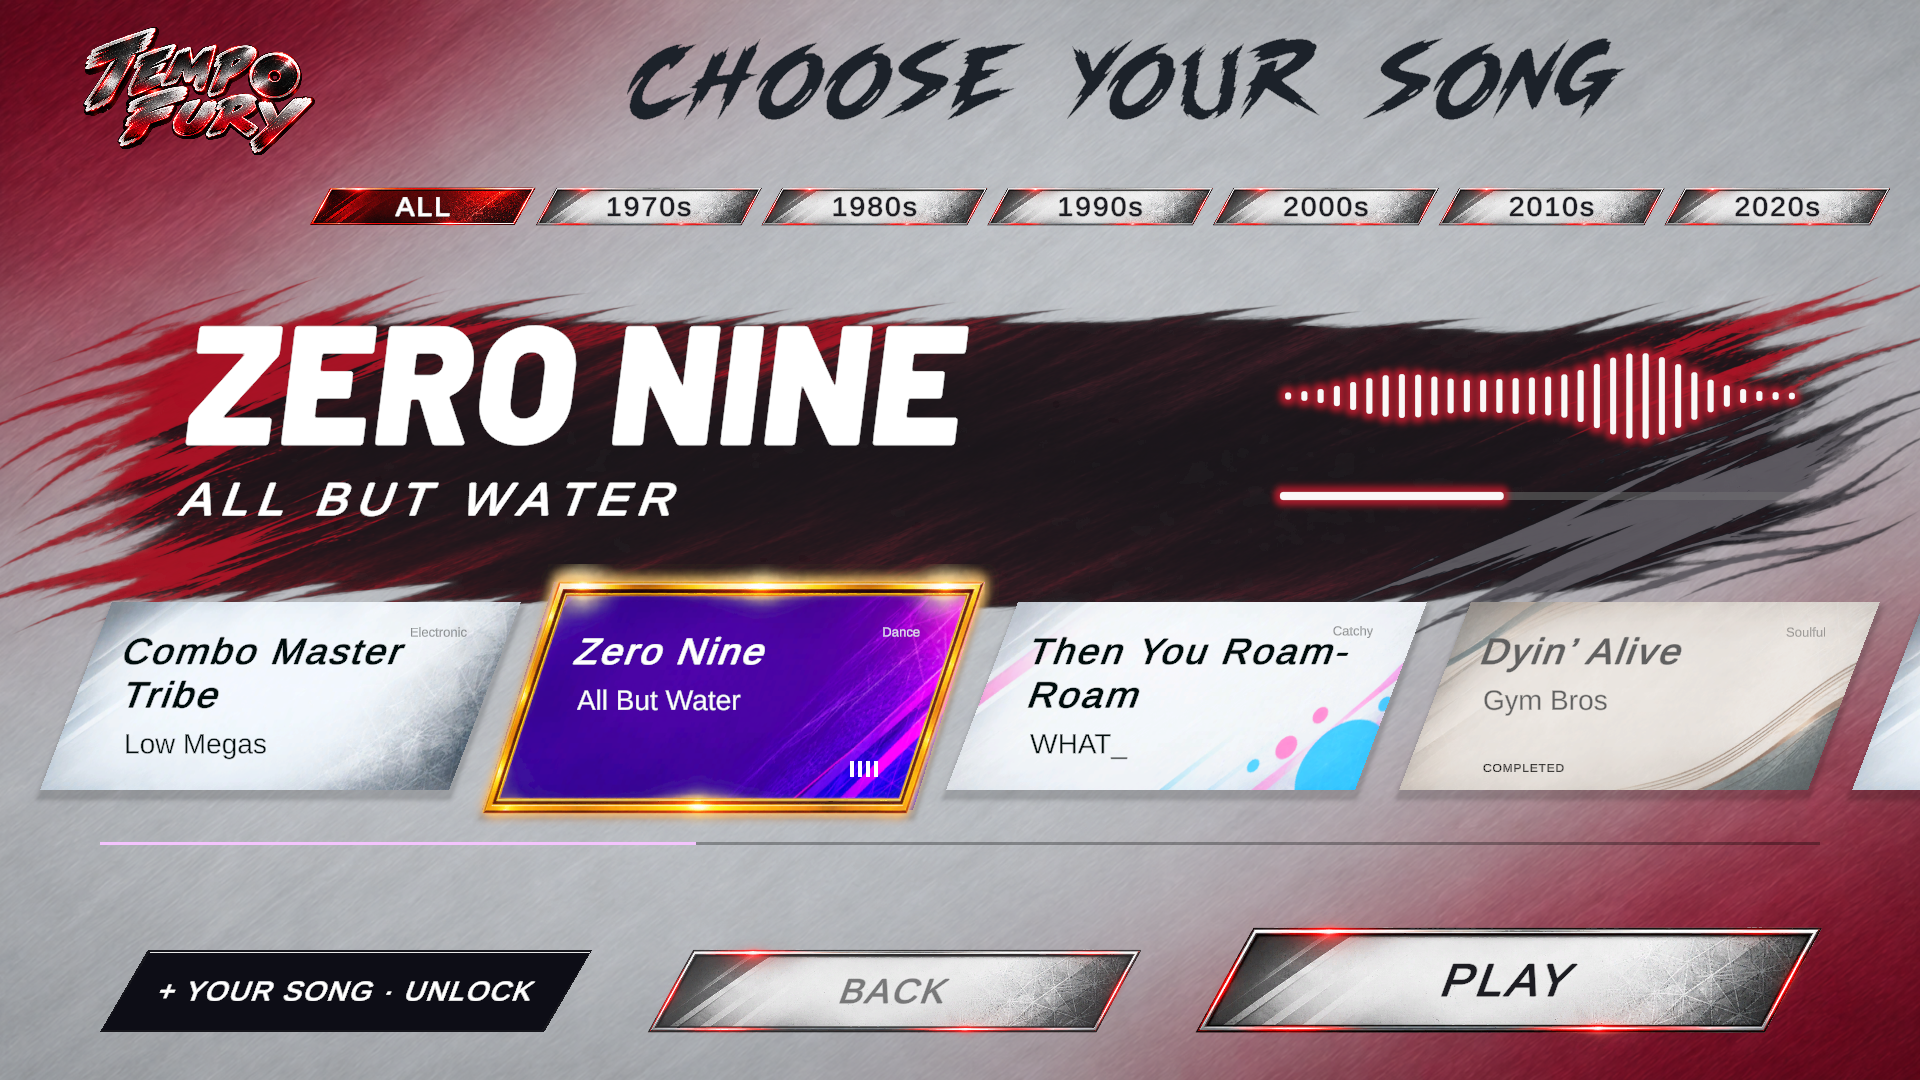 TEMPO
FURY
CHOOSE YOUR SONG
ALL
1970s
1980s
1990s
2000s
2010s
2020s
ZERO NINE
ALL BUT WATER
Combo Master
Tribe
Electronic
Low Megas
Zero Nine
Dance
All But Water
Then You Roam-
Roam
Catchy
WHAT_
Dyin’ Alive
Soulful
Gym Bros
COMPLETED
+ YOUR SONG · UNLOCK
BACK
PLAY